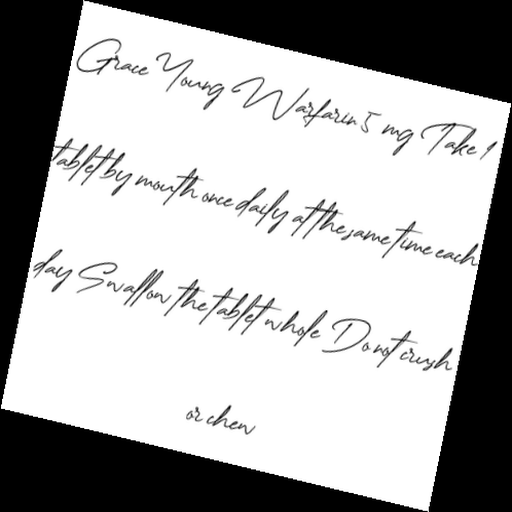 Grace Young Warfarin 5 mg Take 1
tablet by mouth once daily at the same time each
day Swallow the tablet whole Do not crush
or chew